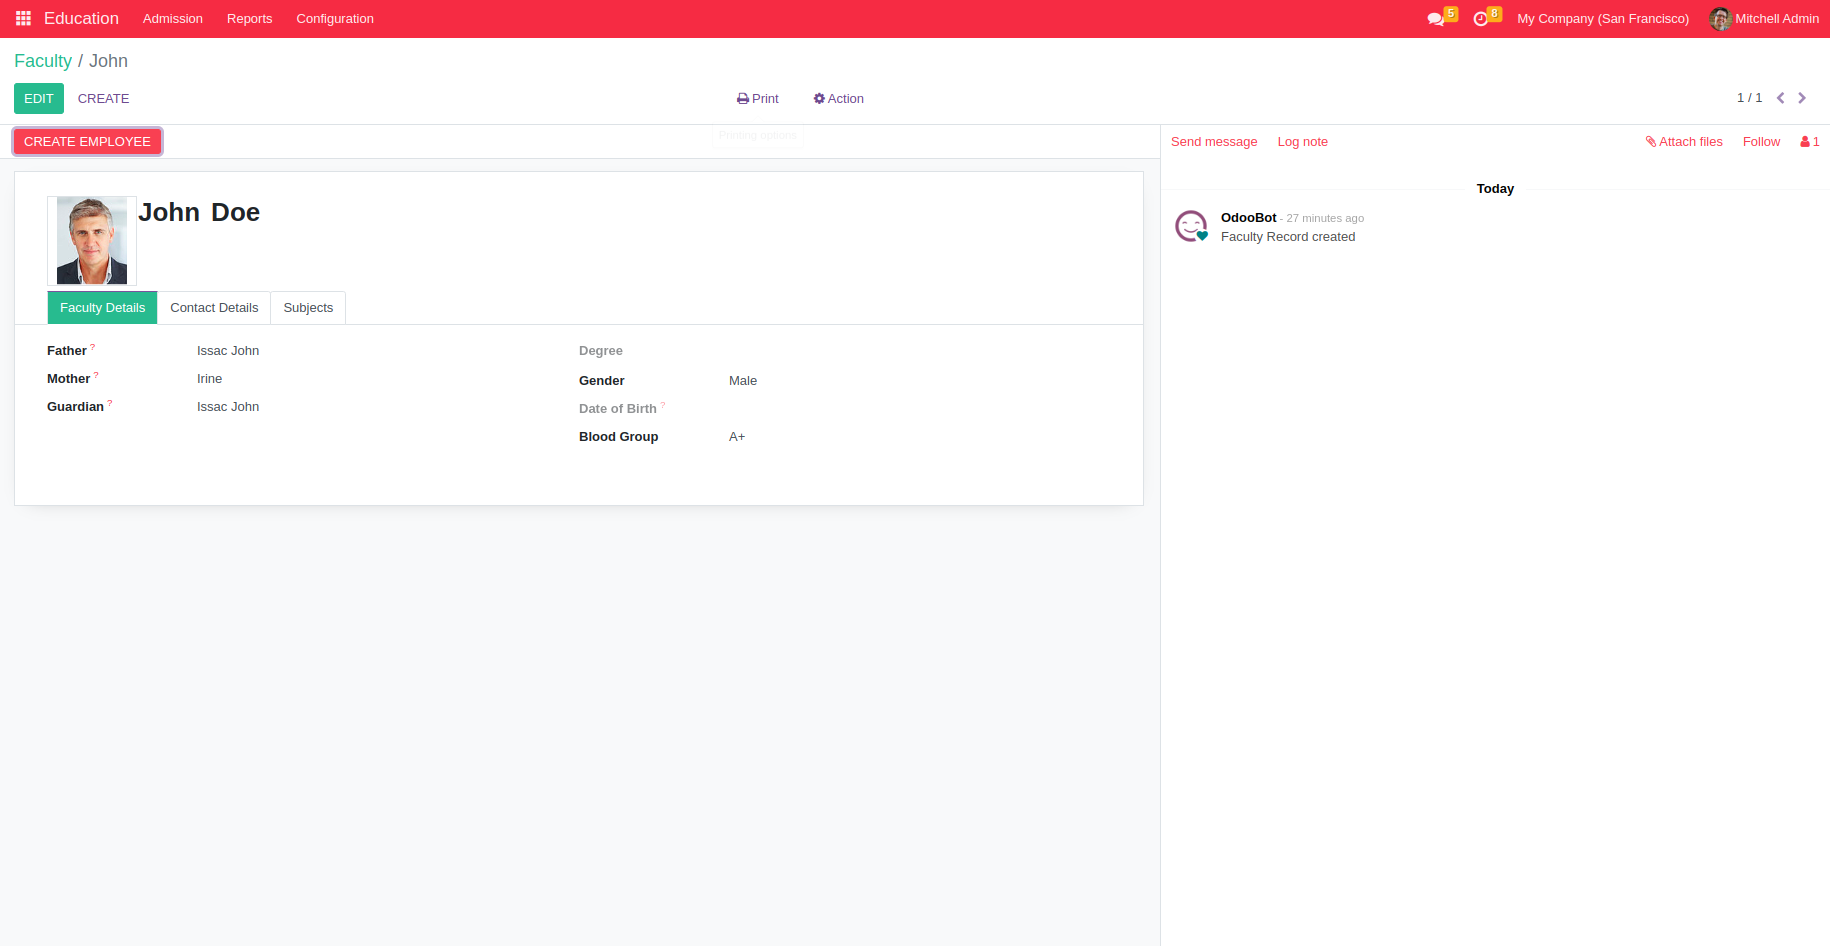 Education Admission Reports Configuration 5 8 My Company (San Francisco) Mitchell Admin
Faculty / John
EDIT CREATE Print Action 1 / 1
CREATE EMPLOYEE Printing options Send message Log note Attach files Follow 1
Today
John Doe
OdooBot - 27 minutes ago
Faculty Record created
Faculty Details Contact Details Subjects
Father ? Issac John Degree
Mother ? Irine Gender Male
Guardian ? Issac John Date of Birth ?
Blood Group A+